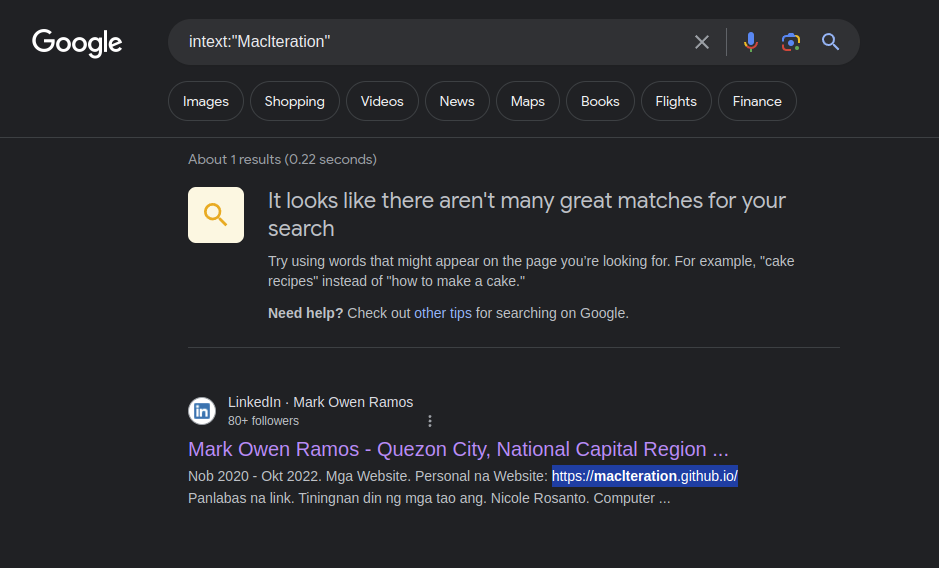 Google
intext:"MacIteration"
Images Shopping Videos News Maps Books Flights Finance
About 1 results (0.22 seconds)
It looks like there aren't many great matches for your
search
Try using words that might appear on the page you're looking for. For example, "cake
recipes" instead of "how to make a cake."
Need help? Check out other tips for searching on Google.
in
LinkedIn · Mark Owen Ramos
80+ followers
Mark Owen Ramos - Quezon City, National Capital Region ...
Nob 2020 - Okt 2022. Mga Website. Personal na Website: https://macIteration.github.io/
Panlabas na link. Tiningnan din ng mga tao ang. Nicole Rosanto. Computer ...